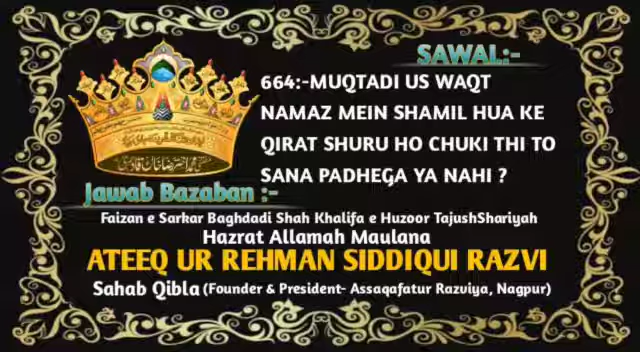 SAWAL:-
664:-MUQTADI US WAQT
NAMAZ MEIN SHAMIL HUA KE
QIRAT SHURU HO CHUKI THI TO
SANA PADHEGA YA NAHI ?
Jawab Bazaban :-
Faizan e Sarkar Baghdadi Shah Khalifa e Huzoor TajushShariyah
Hazrat Allamah Maulana
ATEEQ UR REHMAN SIDDIQUI RAZVI
Sahab Qibla (Founder & President- Assaqafatur Razuiya, Nagpur)